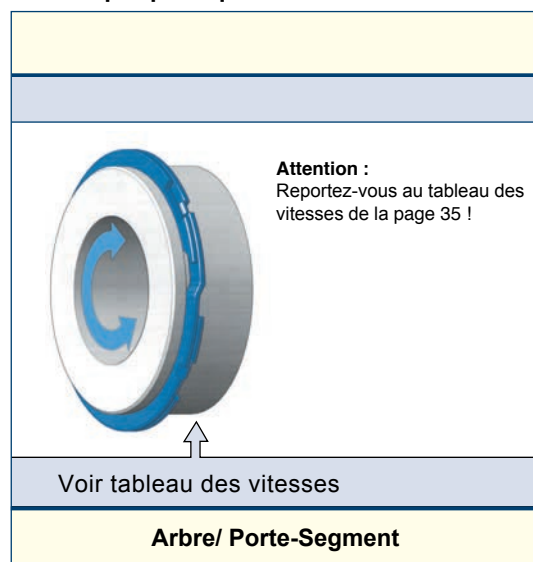 Attention :
Reportez-vous au tableau des
vitesses de la page 35 !
Voir tableau des vitesses
Arbre/ Porte-Segment